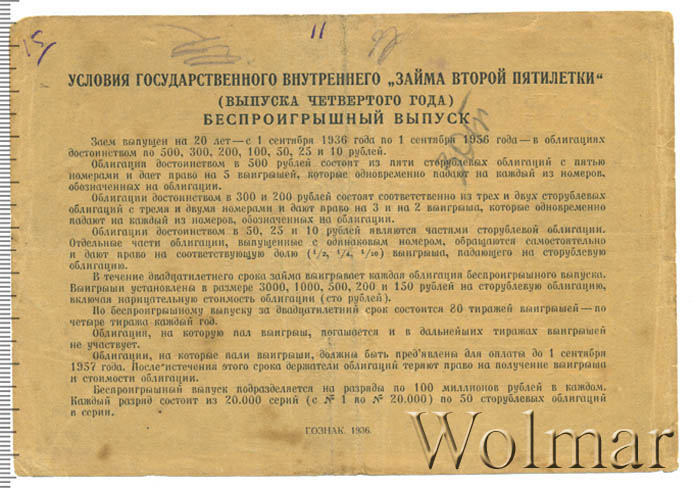 11
УСЛОВИЯ ГОСУДАРСТВЕННОГО ВНУТРЕННЕГО „ЗАЙМА ВТОРОЙ ПЯТИЛЕТКИ“
(ВЫПУСКА ЧЕТВЕРТОГО ГОДА)
БЕСПРОИГРЫШНЫЙ ВЫПУСК
Заем выпущен на 20 лет—с 1 сентября 1936 года по 1 сентября 1956 года—в облигациях
достоинством по 500, 300, 200, 100, 50, 25 и 10 рублей.
Облигация достоинством в 500 рублей состоит из пяти сторублевых облигаций с пятью
номерами и дает право на 5 выигрышей, которые одновременно падают на каждый из номеров,
обозначенных на облигации.
Облигации достоинством в 300 и 200 рублей состоят соответственно из трех и двух сторублевых
облигаций с тремя и двумя номерами и дают право на 3 и на 2 выигрыша, которые одновременно
падают на каждый из номеров, обозначенных на облигации.
Облигации достоинством в 50, 25 и 10 рублей являются частями сторублевой облигации.
Отдельные части облигации, выпущенные с одинаковым номером, обращаются самостоятельно
и дают право на соответствующую долю (1/2, 1/4, 1/10) выигрыша, падающего на сторублевую
облигацию.
В течение двадцатилетнего срока займа выигрывает каждая облигация беспроигрышного выпуска.
Выигрыши установлены в размере 3000, 1000, 500, 200 и 150 рублей на сторублевую облигацию,
включая нарицательную стоимость облигации (сто рублей).
По беспроигрышному выпуску за двадцатилетний срок состоится 80 тиражей выигрышей—по
четыре тиража каждый год.
Облигация, на которую пал выигрыш, погашается и в дальнейших тиражах выигрышей
не участвует.
Облигации, на которые пали выигрыши, должны быть пред'явлены для оплаты до 1 сентября
1957 года. После истечения этого срока держатели облигаций теряют право на получение выигрыша
и стоимости облигации.
Беспроигрышный выпуск подразделяется на разряды по 100 миллионов рублей в каждом.
Каждый разряд состоит из 20.000 серий (с № 1 по № 20.000) по 50 сторублевых облигаций
в серии.
ГОЗНАК. 1936.
Wolmar